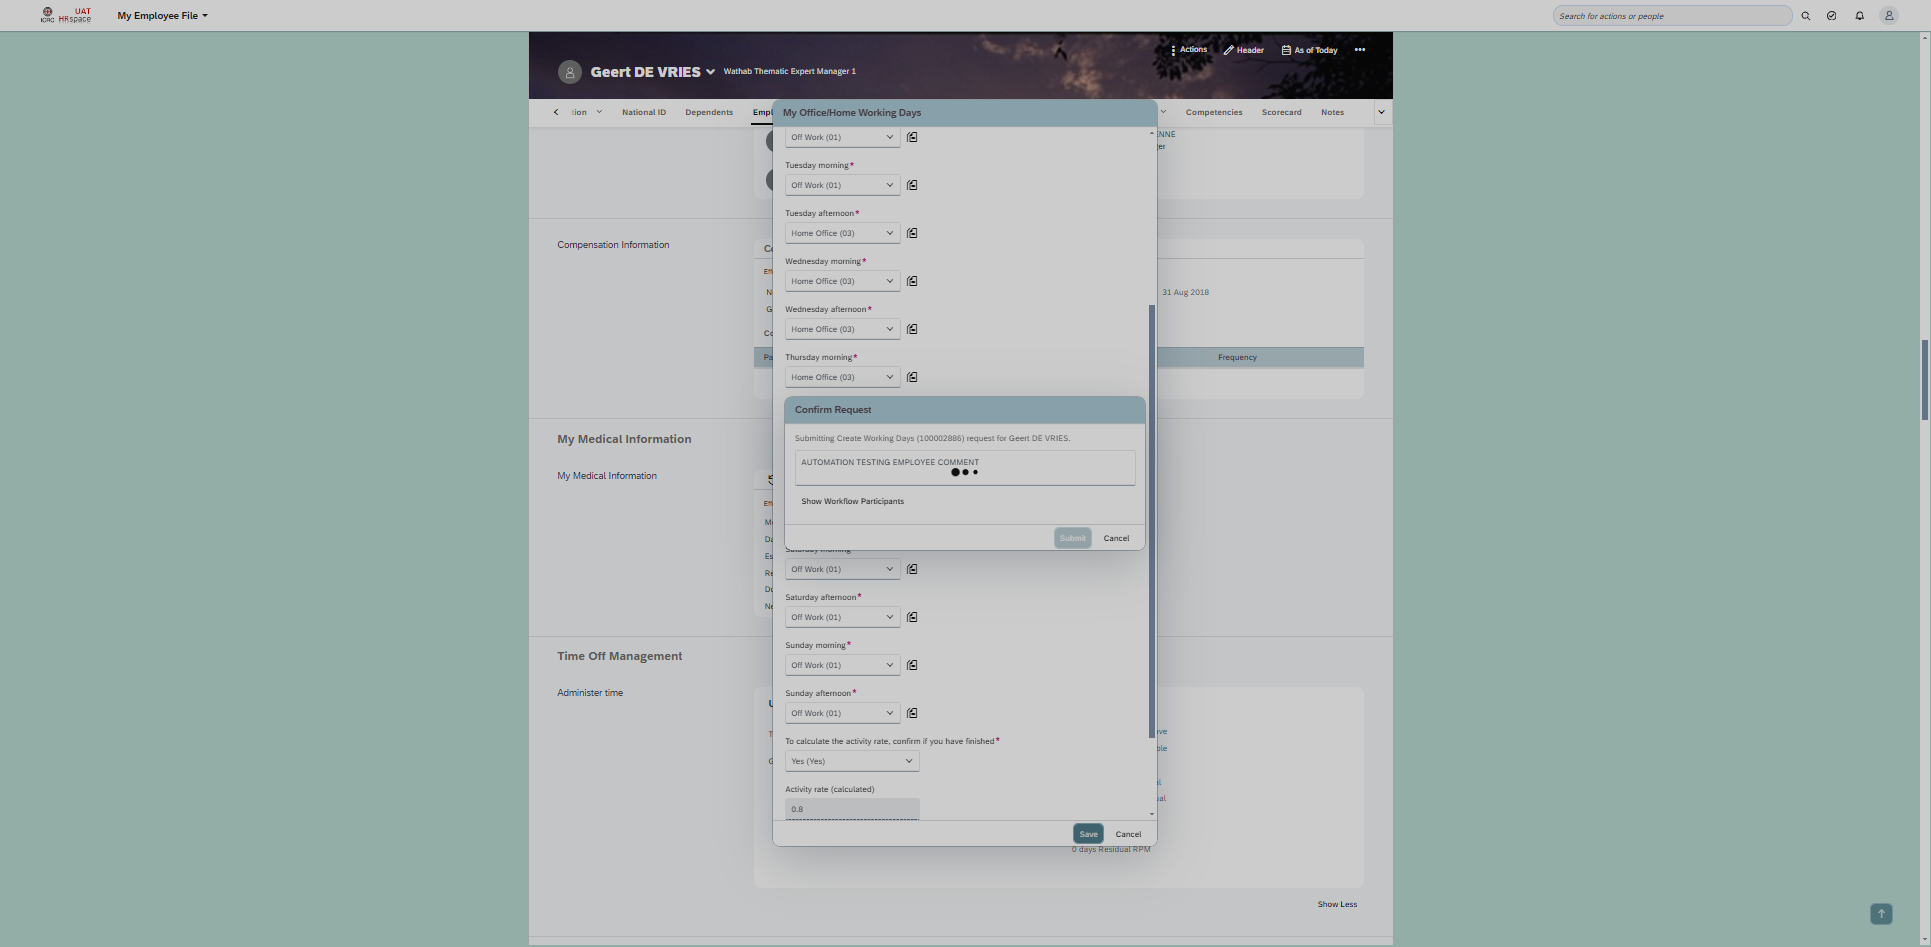 ICRC
UAT
HRspace
My Employee File
Search for actions or people
Geert DE VRIES
Wathab Thematic Expert Manager 1
Actions
Header
As of Today
National ID
Dependents
Competencies
Scorecard
Notes
My Office/Home Working Days
Off Work (01)
Tuesday morning*
Off Work (01)
Tuesday afternoon*
Home Office (03)
Wednesday morning*
Home Office (03)
Wednesday afternoon*
Home Office (03)
Thursday morning*
Home Office (03)
Compensation Information
31 Aug 2018
Frequency
Confirm Request
Submitting Create Working Days (100002886) request for Geert DE VRIES.
AUTOMATION TESTING EMPLOYEE COMMENT
Show Workflow Participants
Submit
Cancel
My Medical Information
My Medical Information
Saturday morning
Off Work (01)
Saturday afternoon*
Off Work (01)
Sunday morning*
Off Work (01)
Sunday afternoon*
Off Work (01)
To calculate the activity rate, confirm if you have finished*
Yes (Yes)
Activity rate (calculated)
0.8
Save
Cancel
Time Off Management
Administer time
0 days Residual RPM
Show Less